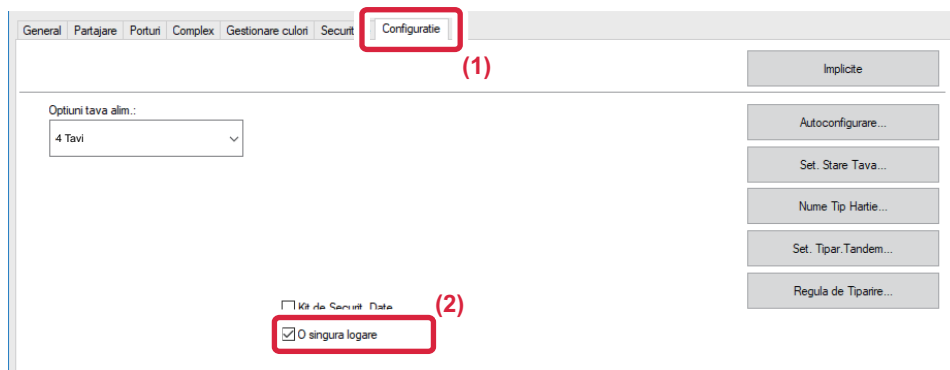 General Partajare Porturi Complex Gestionare culori Securit Configuratie
(1)
Implicite
Optiuni tava alim.:
4 Tavi
Autoconfigurare...
Set. Stare Tava...
Nume Tip Hartie...
Set. Tipar.Tandem...
Regula de Tiparire...
Kit de Securit. Date
(2)
O singura logare